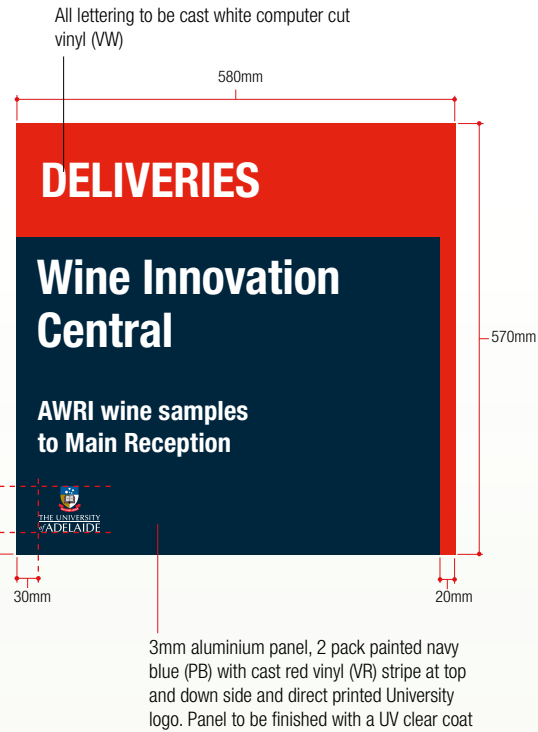 All lettering to be cast white computer cut
vinyl (VW)
580mm
DELIVERIES
Wine Innovation
Central
570mm
AWRI wine samples
to Main Reception
THE UNIVERSITY
of ADELAIDE
30mm
20mm
3mm aluminium panel, 2 pack painted navy
blue (PB) with cast red vinyl (VR) stripe at top
and down side and direct printed University
logo. Panel to be finished with a UV clear coat